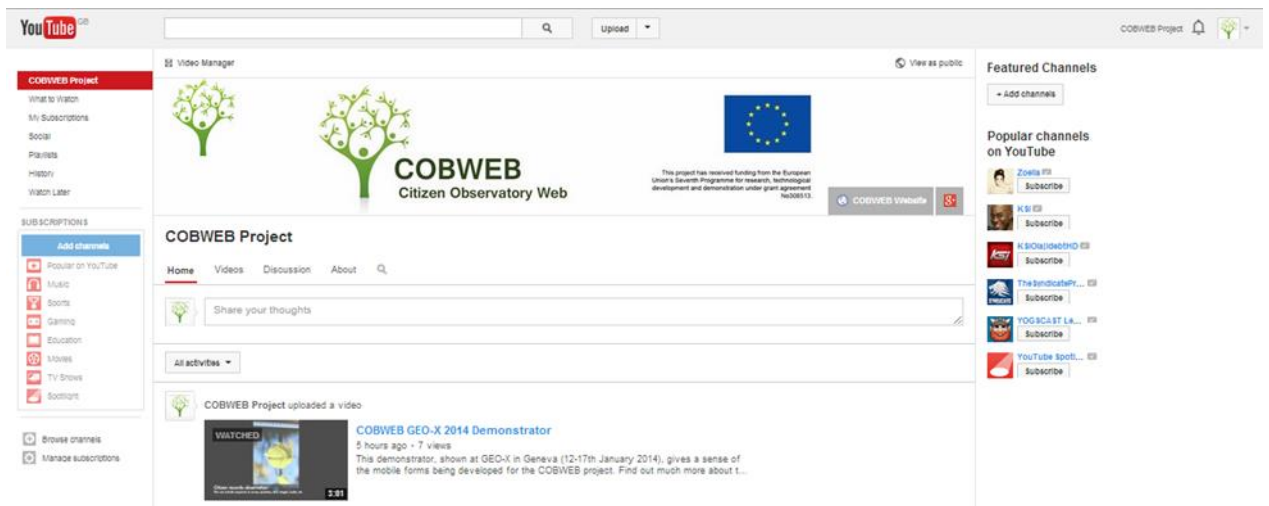 YouTube GB
Upload
COBWEB Project
COBWEB Project
What to Watch
My Subscriptions
Social
Playlists
History
Watch Later
SUBSCRIPTIONS
Add channels
Popular on YouTube
Music
Sports
Gaming
Education
Movies
TV Shows
Spotlight
Browse channels
Manage subscriptions
Video Manager
View as public
COBWEB
Citizen Observatory Web
This project has received funding from the European
Union's Seventh Programme for research, technological
development and demonstration under grant agreement
COBWEB Website
COBWEB Project
Home Videos Discussion About
Share your thoughts
All activities
COBWEB Project uploaded a video
WATCHED
3:01
COBWEB GEO-X 2014 Demonstrator
5 hours ago • 7 views
This demonstrator, shown at GEO-X in Geneva (12-17th January 2014), gives a sense of
the mobile forms being developed for the COBWEB project. Find out much more about t...
Featured Channels
+ Add channels
Popular channels
on YouTube
Zoella
Subscribe
KSI
Subscribe
KSIOlajidebtHD
Subscribe
TheSyndicatePr...
Subscribe
YOGSCAST Le...
Subscribe
YouTube Spotl...
Subscribe